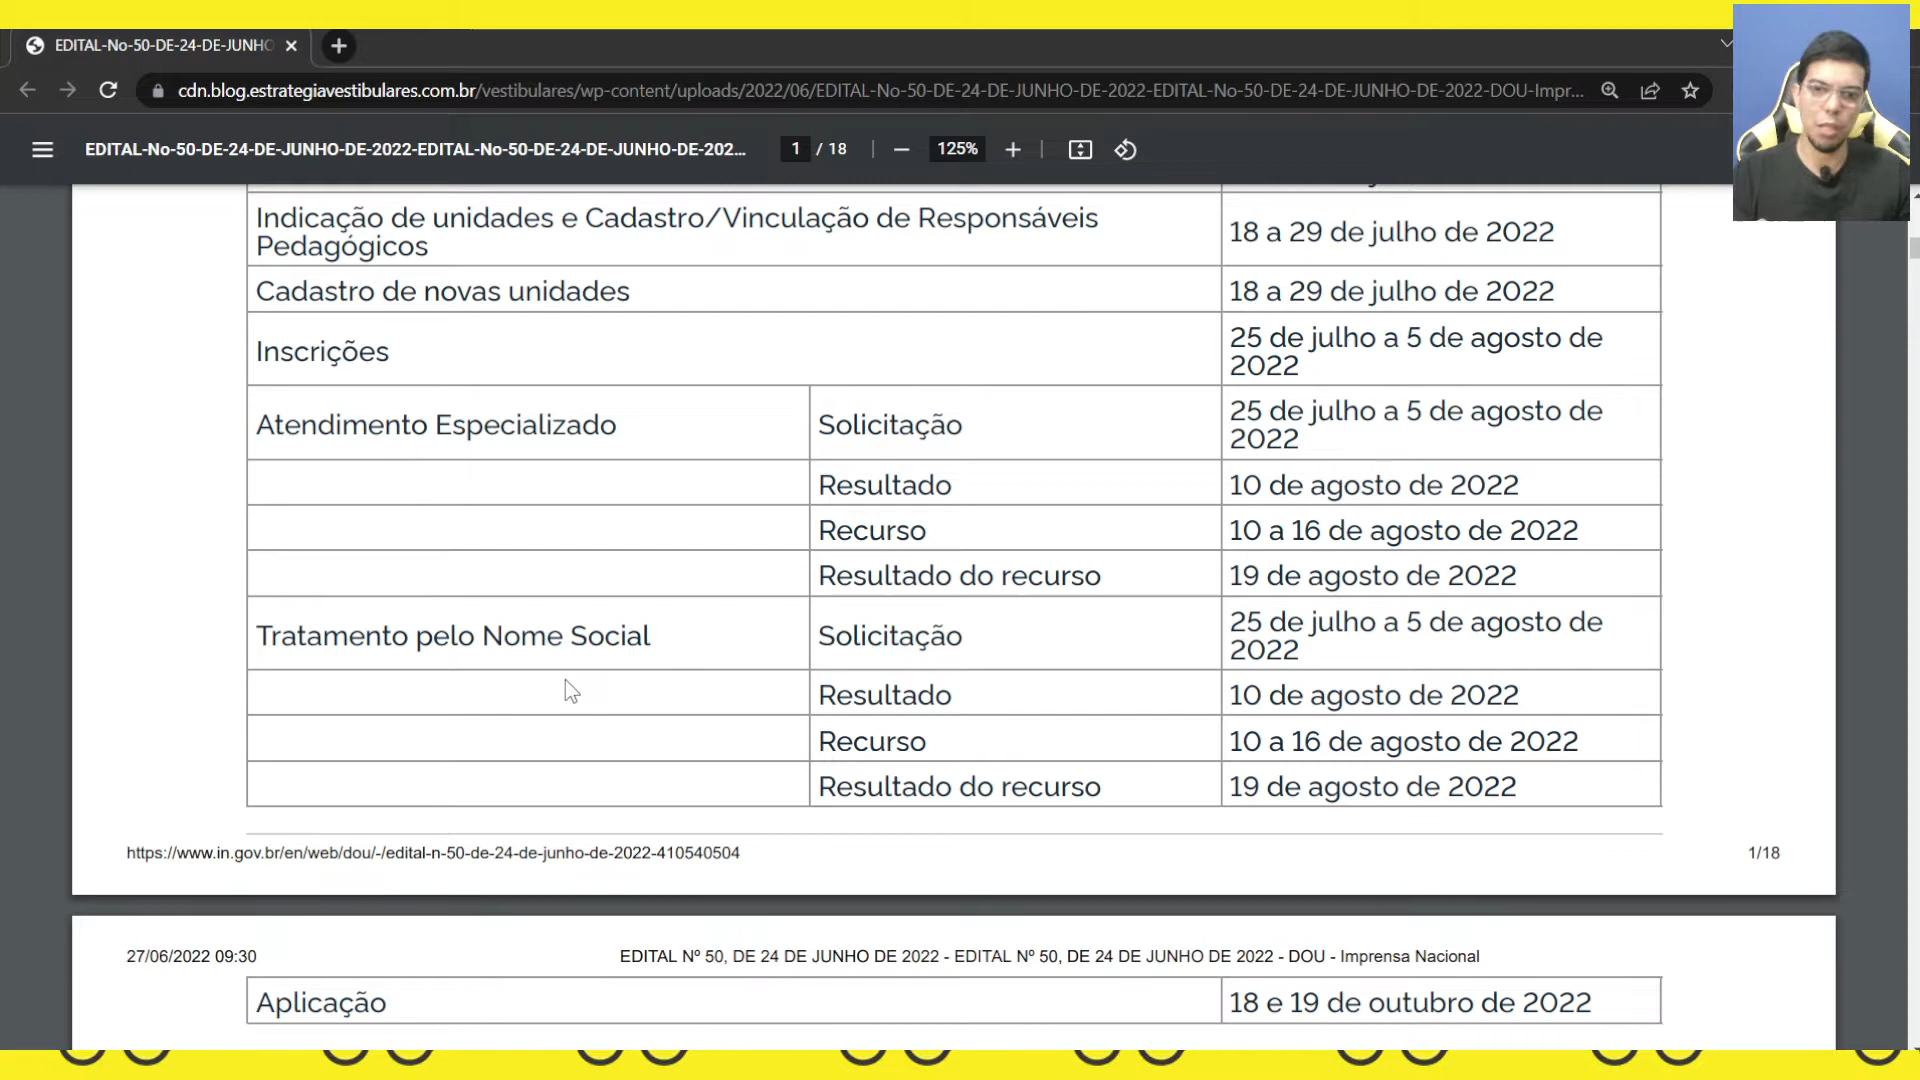 EDITAL-No-50-DE-24-DE-JUNHO
cdn.blog.estrategiavestibulares.com.br/vestibulares/wp-content/uploads/2022/06/EDITAL-No-50-DE-24-DE-JUNHO-DE-2022-EDITAL-No-50-DE-24-DE-JUNHO-DE-2022-DOU-Impr...
EDITAL-No-50-DE-24-DE-JUNHO-DE-2022-EDITAL-No-50-DE-24-DE-JUNHO-DE-202... 1 / 18 125%
Indicação de unidades e Cadastro/Vinculação de Responsáveis
Pedagógicos
18 a 29 de julho de 2022
Cadastro de novas unidades 18 a 29 de julho de 2022
Inscrições
25 de julho a 5 de agosto de
2022
Atendimento Especializado Solicitação
25 de julho a 5 de agosto de
2022
Resultado 10 de agosto de 2022
Recurso 10 a 16 de agosto de 2022
Resultado do recurso 19 de agosto de 2022
Tratamento pelo Nome Social Solicitação
25 de julho a 5 de agosto de
2022
Resultado 10 de agosto de 2022
Recurso 10 a 16 de agosto de 2022
Resultado do recurso 19 de agosto de 2022
https://www.in.gov.br/en/web/dou/-/edital-n-50-de-24-de-junho-de-2022-410540504 1/18
27/06/2022 09:30 EDITAL Nº 50, DE 24 DE JUNHO DE 2022 - EDITAL Nº 50, DE 24 DE JUNHO DE 2022 - DOU - Imprensa Nacional
Aplicação 18 e 19 de outubro de 2022